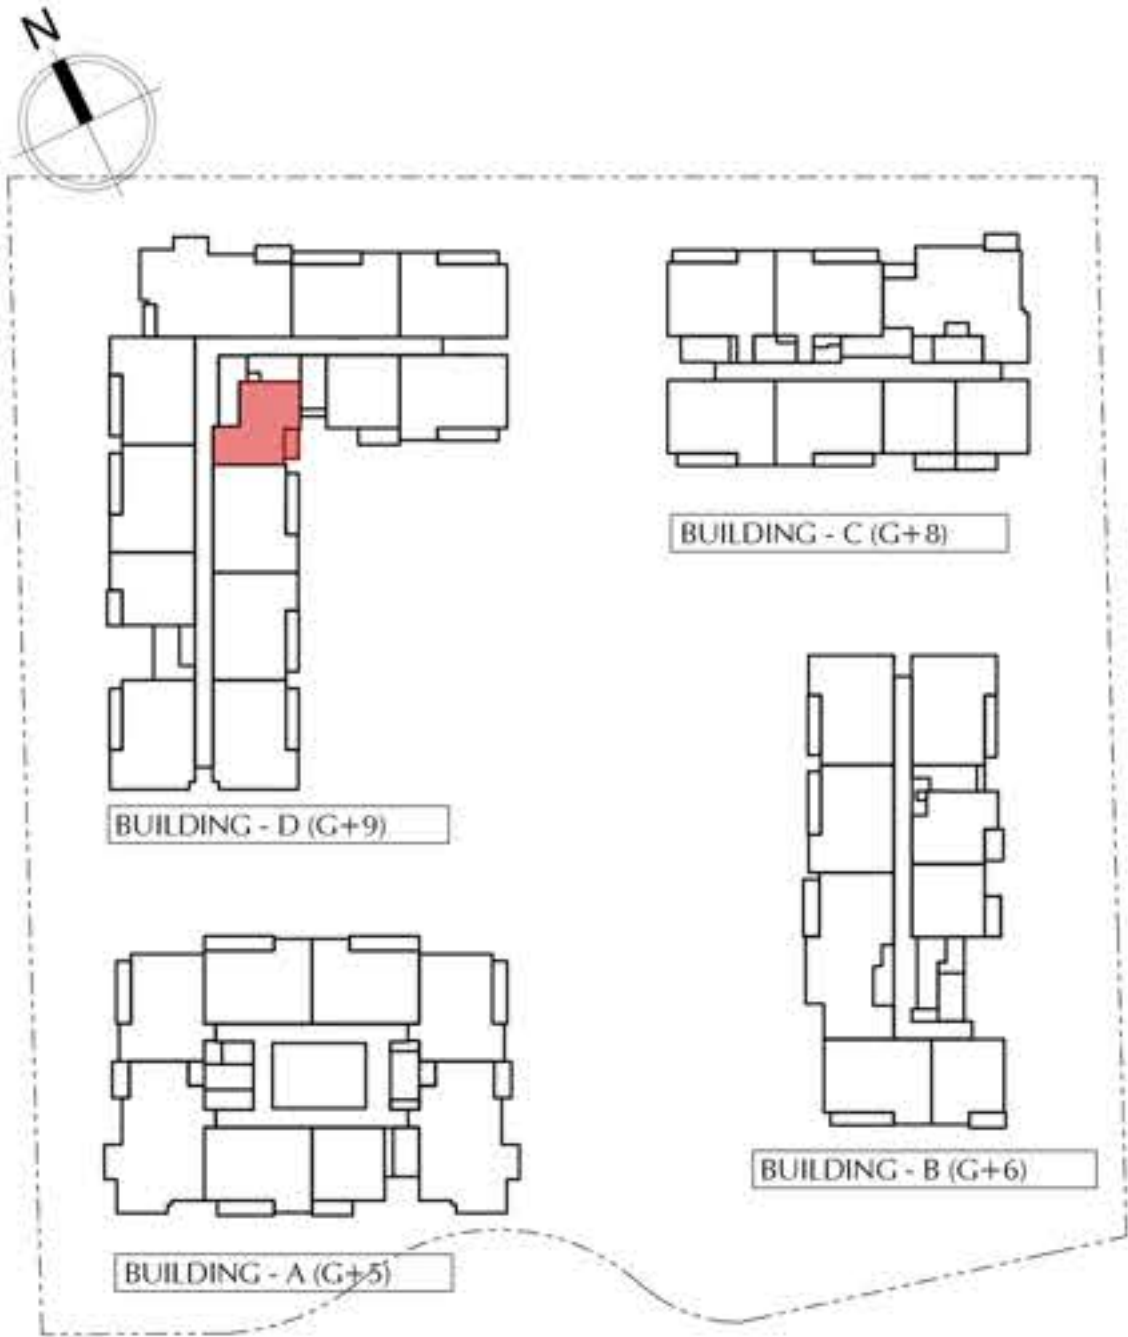 N
BUILDING - C (G+8)
BUILDING - D (G+9)
BUILDING - B (G+6)
BUILDING - A (G+5)